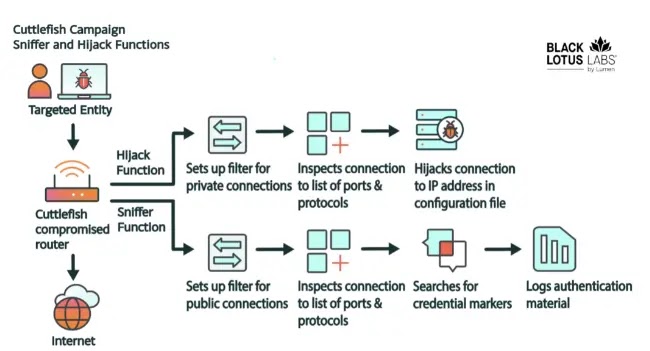 Cuttlefish Campaign
Sniffer and Hijack Functions
BLACK
LOTUS LABS®
by Lumen
Targeted Entity
Hijack
Function
Sets up filter for
private connections
Inspects connection
to list of ports &
protocols
Hijacks connection
to IP address in
configuration file
Cuttlefish
compromised
router
Sniffer
Function
Sets up filter for
public connections
Inspects connection
to list of ports &
protocols
Searches for
credential markers
Logs authentication
material
Internet